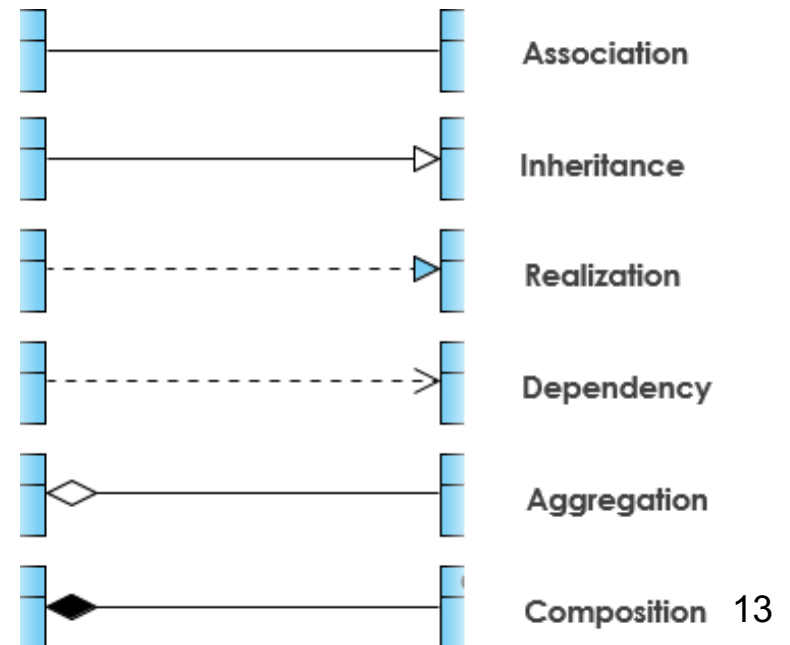 Association
Inheritance
Realization
Dependency
Aggregation
Composition 13